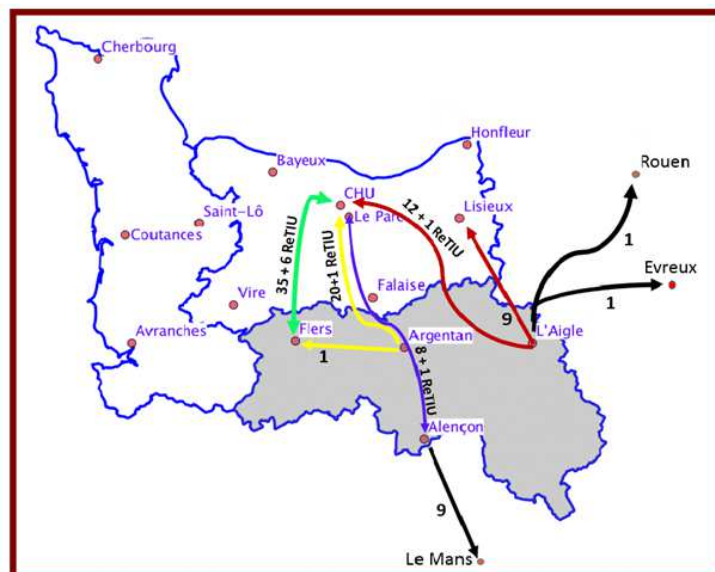 Cherbourg
Honfleur
Bayeux
Rouen
CHU
Le Parc
12 + 1 ReTIU
Lisieux
Saint-Lô
Coutances
1
35 + 6 ReTIU
20+1 ReTIU
Evreux
Vire
Falaise
1
9
Avranches
Flers
Argentan
L'Aigle
1
8 + 1 ReTIU
Alençon
9
Le Mans